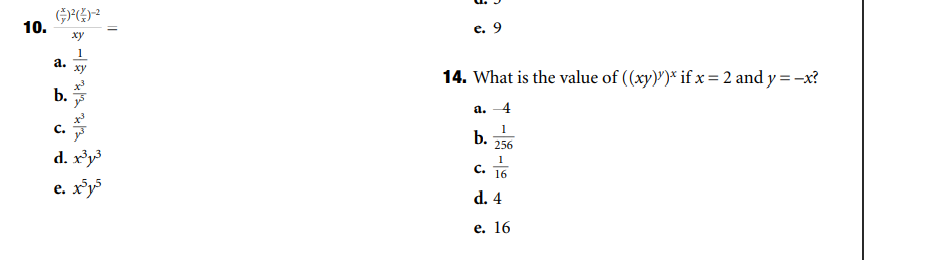 10. ((x/y)²(y/x)⁻²)/xy =
a. 1/xy
b. x³/y⁵
c. x³/y³
d. x³y³
e. x⁵y⁵
e. 9
14. What is the value of ((xy)ʸ)ˣ if x = 2 and y = –x?
a. –4
b. 1/256
c. 1/16
d. 4
e. 16